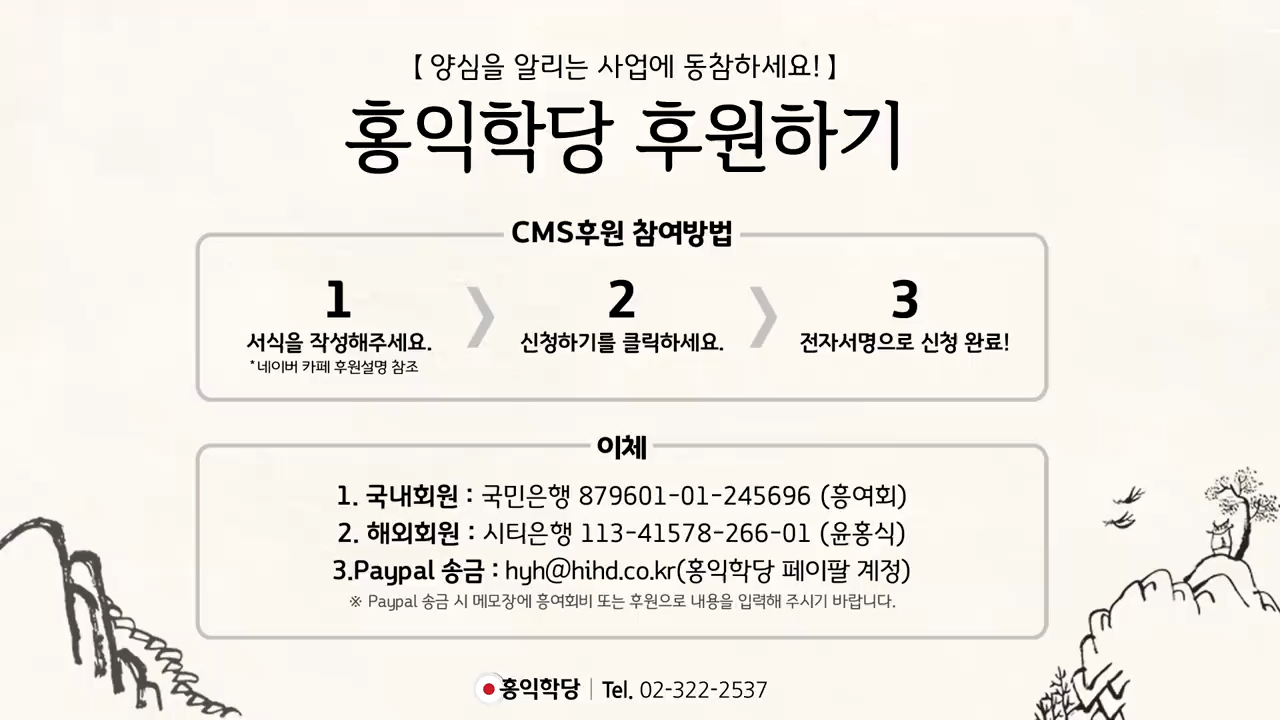 【 양심을 알리는 사업에 동참하세요! 】
홍익학당 후원하기
CMS후원 참여방법
1
서식을 작성해주세요.
*네이버 카페 후원설명 참조
2
신청하기를 클릭하세요.
3
전자서명으로 신청 완료!
이체
1. 국내회원 : 국민은행 879601-01-245696 (흥여회)
2. 해외회원 : 시티은행 113-41578-266-01 (윤홍식)
3.Paypal 송금 : hyh@hihd.co.kr(홍익학당 페이팔 계정)
※ Paypal 송금 시 메모장에 흥여회비 또는 후원으로 내용을 입력해 주시기 바랍니다.
홍익학당 | Tel. 02-322-2537